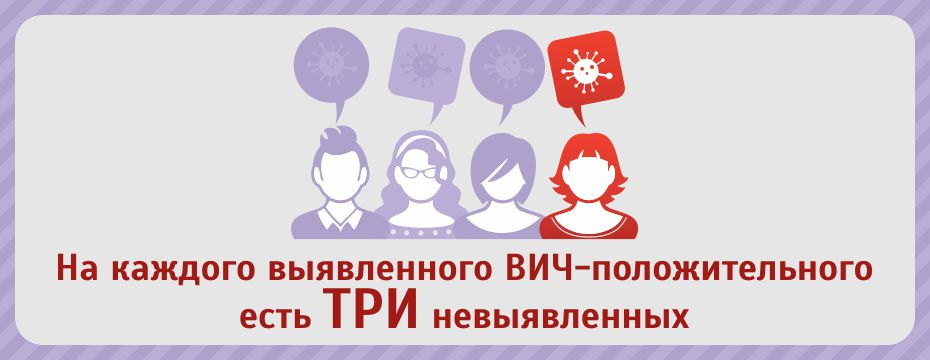 На каждого выявленного ВИЧ-положительного
есть ТРИ невыявленных